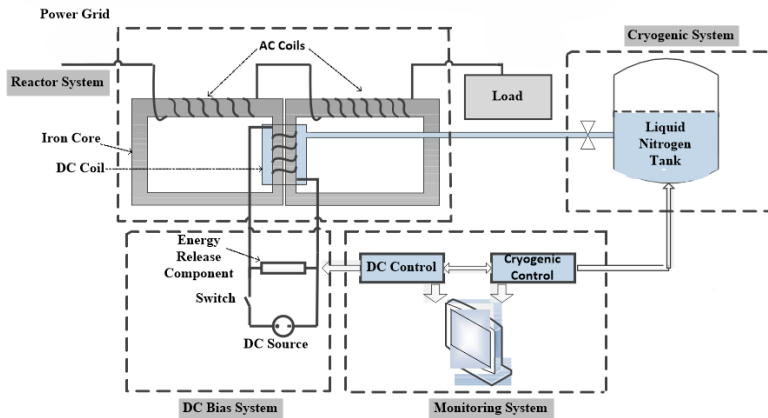 Power Grid
AC Coils
Cryogenic System
Reactor System
Load
Iron Core
DC Coil
Liquid
Nitrogen
Tank
Energy
Release
Component
DC Control
Cryogenic
Control
Switch
DC Source
DC Bias System
Monitoring System